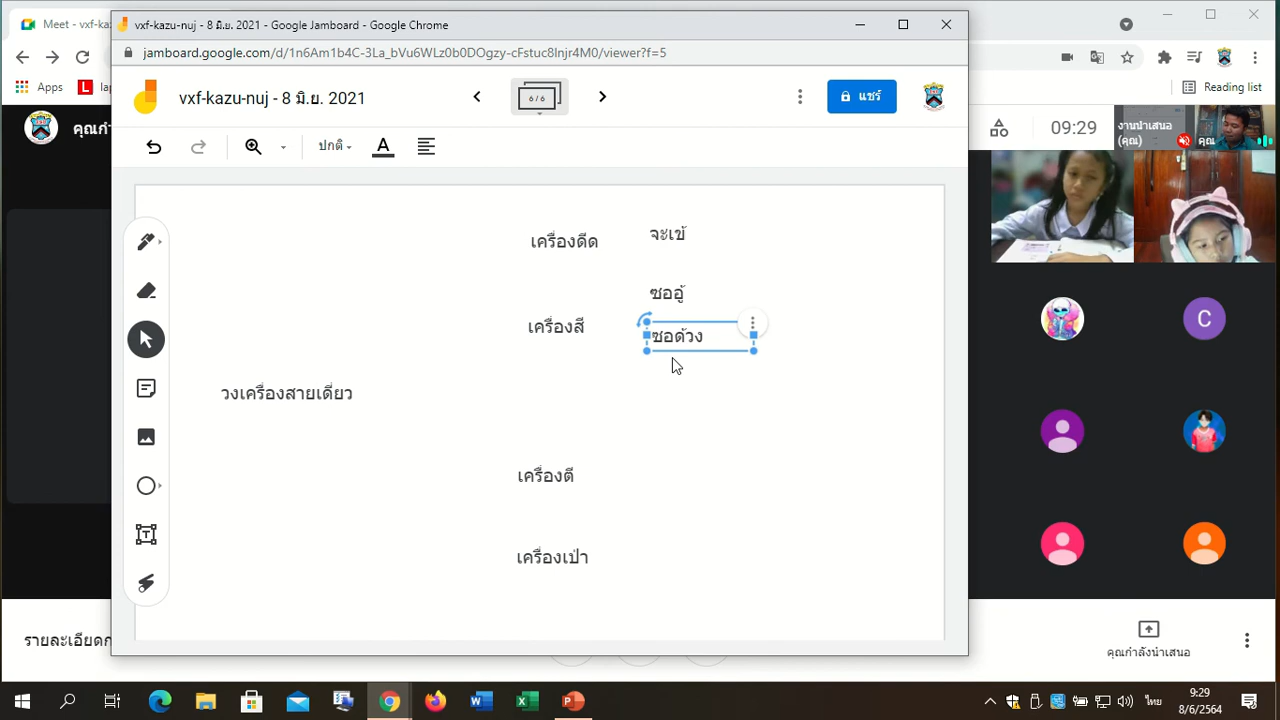 Meet - vxf-ka
vxf-kazu-nuj - 8 มิ.ย. 2021 - Google Jamboard - Google Chrome
jamboard.google.com/d/1n6Am1b4C-3La_bVu6WLz0b0DOgzy-cFstuc8lnjr4M0/viewer?f=5
Apps
L
Reading list
vxf-kazu-nuj - 8 มิ.ย. 2021
6/6
แชร์
ปกติ
A
09:29
งานนำเสนอ
(คุณ)
คุณ
เครื่องดีด
จะเข้
ซออู้
เครื่องสี
ซอด้วง
วงเครื่องสายเดี่ยว
เครื่องตี
เครื่องเป่า
C
T
รายละเอียด
คุณกำลังนำเสนอ
ไทย
9:29
8/6/2564